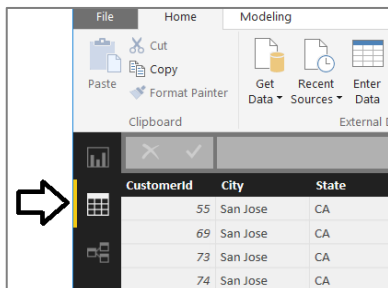 File Home Modeling
Cut
Copy
Format Painter
Paste
Get Data
Recent Sources
Enter Data
Clipboard External
CustomerId City State
55 San Jose CA
69 San Jose CA
73 San Jose CA
74 San Jose CA